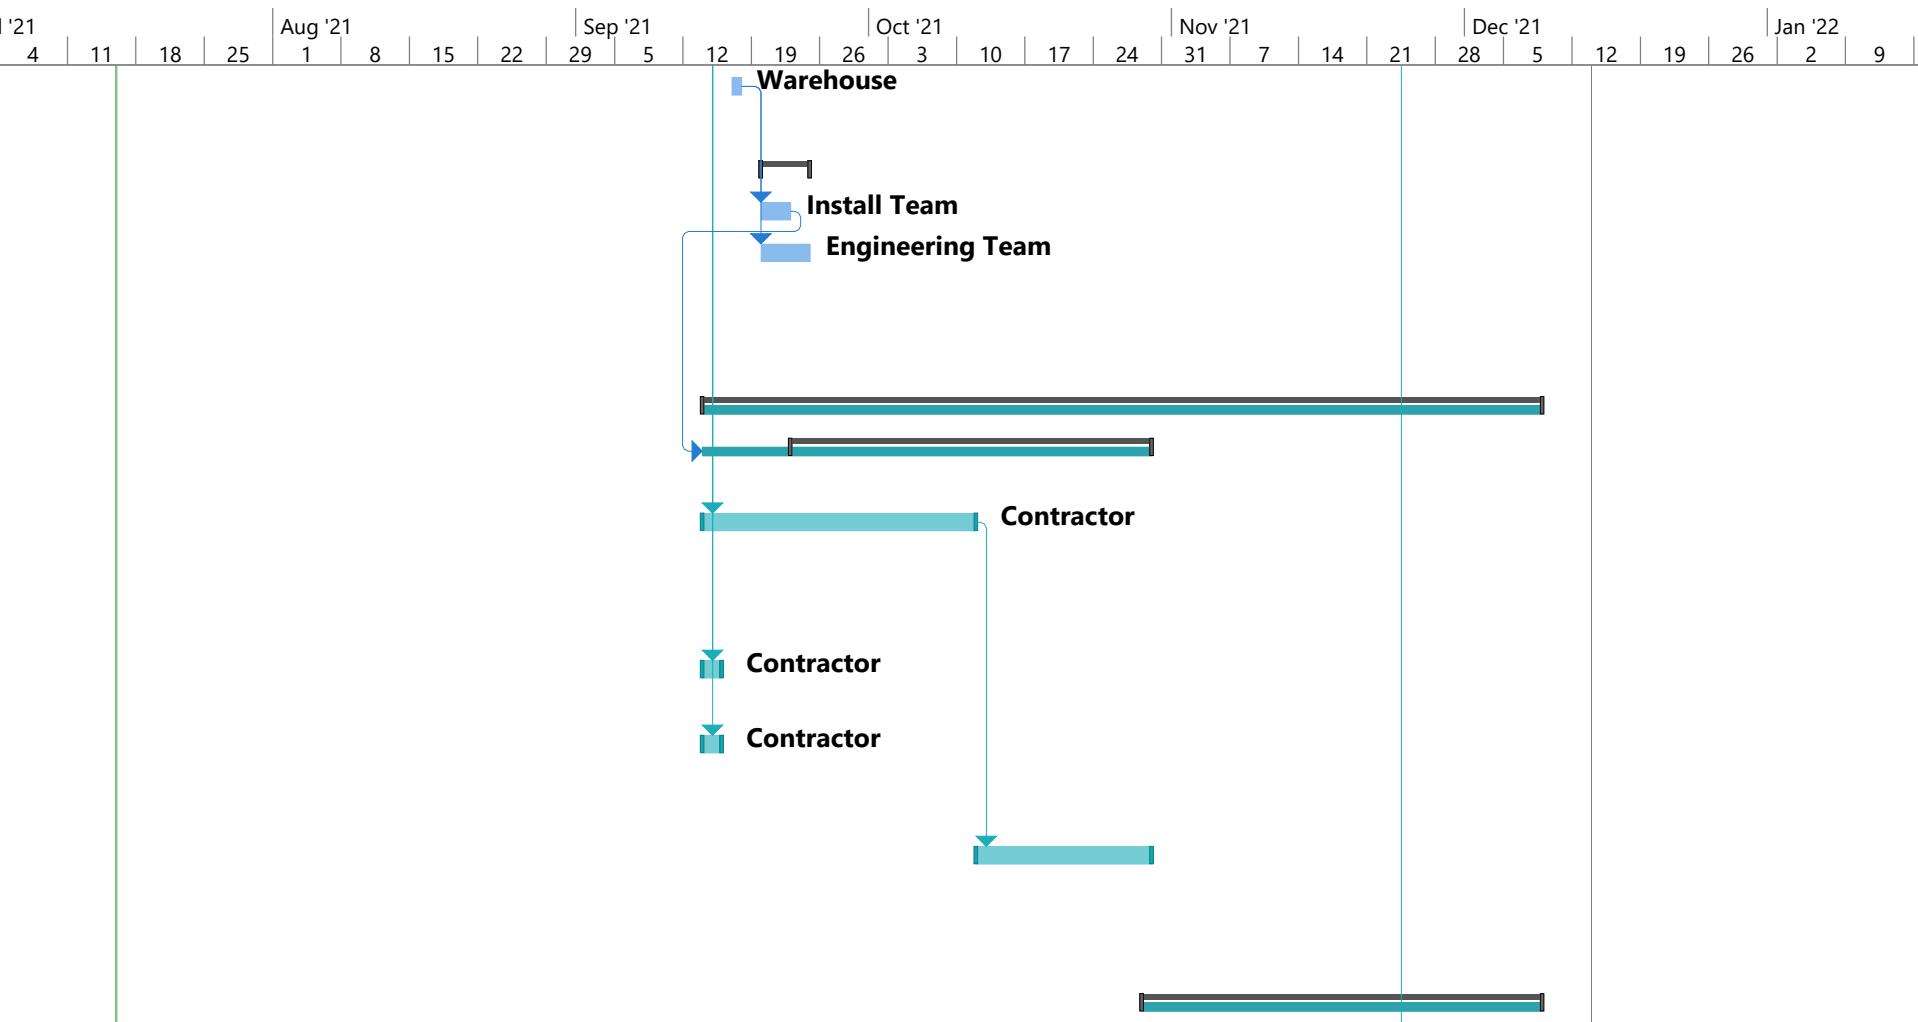 '21 Aug '21 Sep '21 Oct '21 Nov '21 Dec '21 Jan '22
4 11 18 25 1 8 15 22 29 5 12 19 26 3 10 17 24 31 7 14 21 28 5 12 19 26 2 9
Warehouse
Install Team
Engineering Team
Contractor
Contractor
Contractor